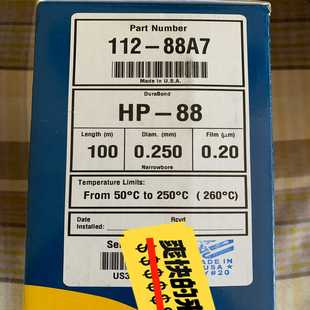 Part Number
112-88A7
Made in U.S.A.
DuraBond
HP-88
Length (m) Diam. (mm) Film (µm)
100 0.250 0.20
Narrowbore
Temperature Limits:
From 50°C to 250°C (260°C)
Date
Installed: Rcvd
US3
MADE IN
USA